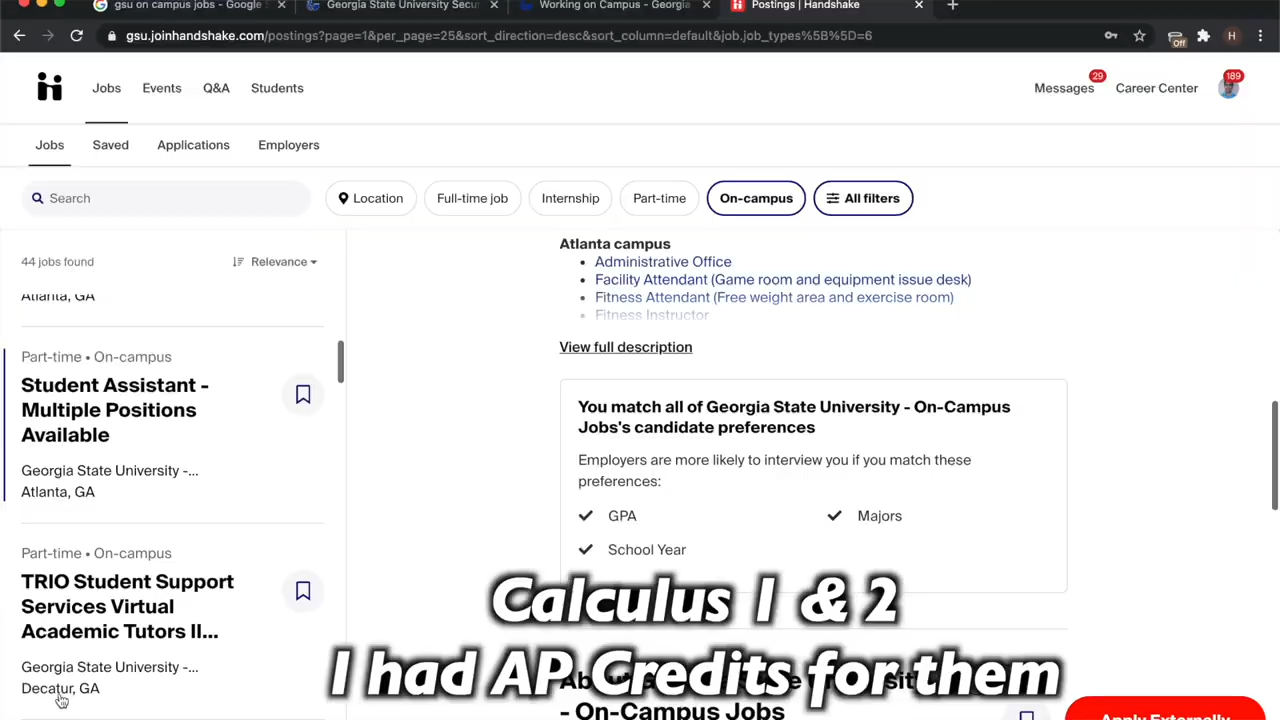 gsu on campus jobs - Google S
Georgia State University Secu
Working on Campus - Georgia
Postings | Handshake
gsu.joinhandshake.com/postings?page=1&per_page=25&sort_direction=desc&sort_column=default&job.job_types%5B%5D=6
Off
H
Jobs
Events
Q&A
Students
Messages
29
Career Center
189
Jobs
Saved
Applications
Employers
Search
Location
Full-time job
Internship
Part-time
On-campus
All filters
44 jobs found
Relevance
Atlanta, GA
Part-time • On-campus
Student Assistant -
Multiple Positions
Available
Georgia State University -...
Atlanta, GA
Part-time • On-campus
TRIO Student Support
Services Virtual
Academic Tutors II...
Georgia State University -...
Decatur, GA
Atlanta campus
• Administrative Office
• Facility Attendant (Game room and equipment issue desk)
• Fitness Attendant (Free weight area and exercise room)
• Fitness Instructor
View full description
You match all of Georgia State University - On-Campus
Jobs's candidate preferences
Employers are more likely to interview you if you match these
preferences:
GPA
Majors
School Year
Calculus 1 & 2
I had AP Credits for them
- On-Campus Jobs
Apply Externally